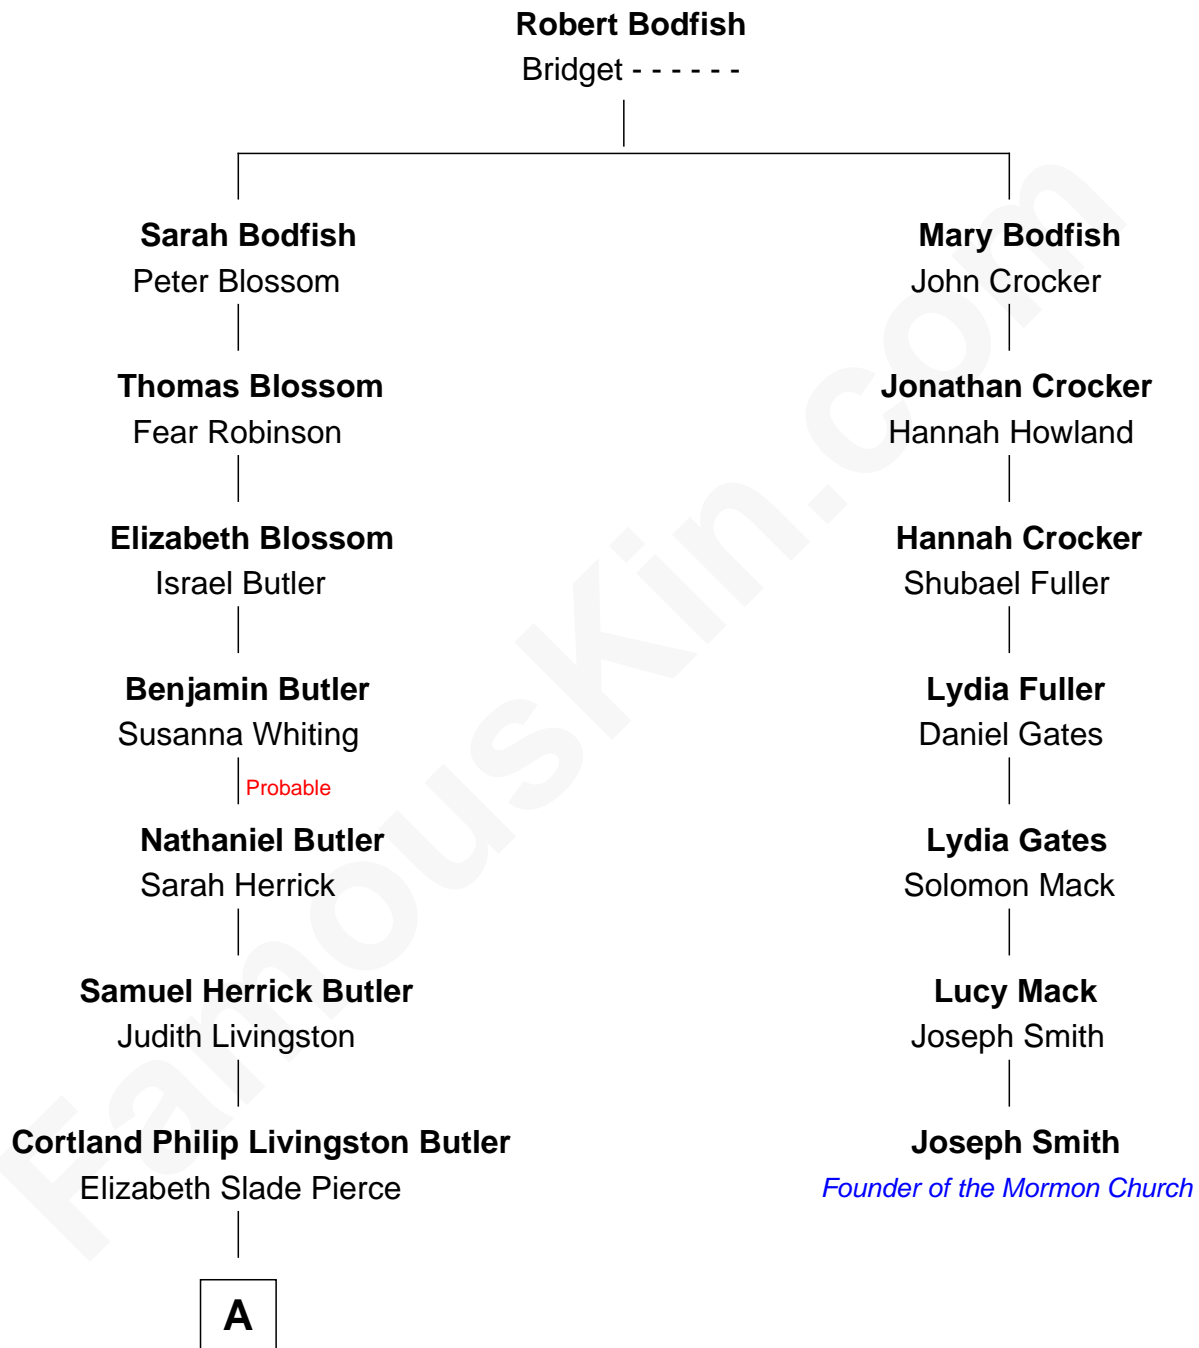 Robert Bodfish
Bridget - - - - - -
Sarah Bodfish
Peter Blossom
Mary Bodfish
John Crocker
Thomas Blossom
Fear Robinson
Jonathan Crocker
Hannah Howland
Elizabeth Blossom
Israel Butler
Hannah Crocker
Shubael Fuller
Benjamin Butler
Susanna Whiting
Lydia Fuller
Daniel Gates
Probable
Nathaniel Butler
Sarah Herrick
Lydia Gates
Solomon Mack
Samuel Herrick Butler
Judith Livingston
Lucy Mack
Joseph Smith
Cortland Philip Livingston Butler
Elizabeth Slade Pierce
Joseph Smith
Founder of the Mormon Church
A
FamousKin.com